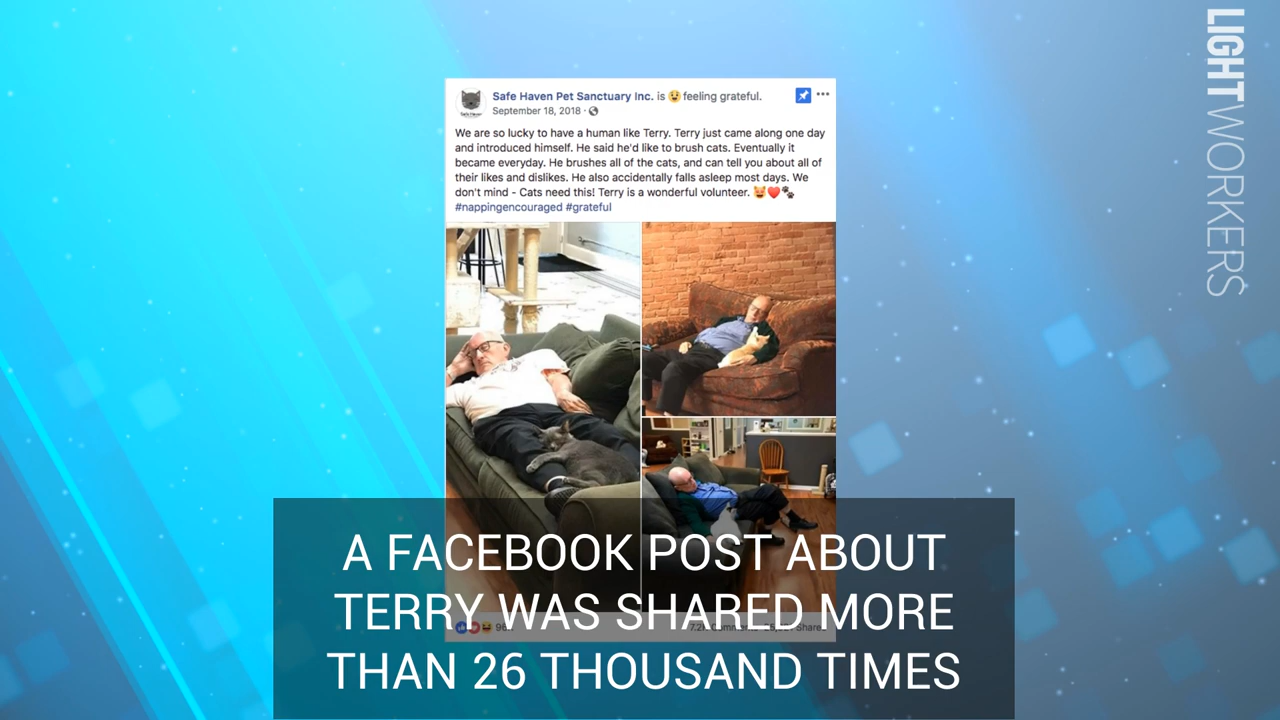 LIGHTWORKERS
Safe Haven Pet Sanctuary Inc. is 😉 feeling grateful.
September 18, 2018 ·
We are so lucky to have a human like Terry. Terry just came along one day
and introduced himself. He said he'd like to brush cats. Eventually it
became everyday. He brushes all of the cats, and can tell you about all of
their likes and dislikes. He also accidentally falls asleep most days. We
don't mind - Cats need this! Terry is a wonderful volunteer. 😺❤️🐾
#nappingencouraged #grateful
A FACEBOOK POST ABOUT
TERRY WAS SHARED MORE
THAN 26 THOUSAND TIMES